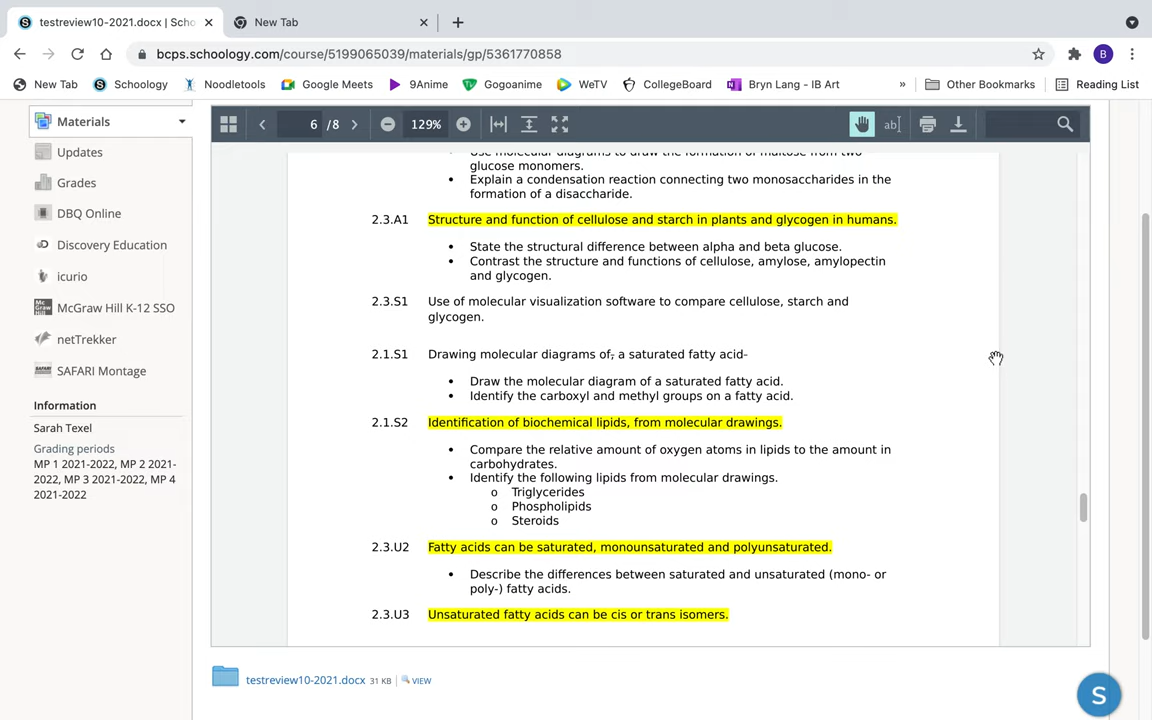 testreview10-2021.docx | Scho
New Tab
bcps.schoology.com/course/5199065039/materials/gp/5361770858
B
New Tab
Schoology
Noodletools
Google Meets
9Anime
Gogoanime
WeTV
CollegeBoard
Bryn Lang - IB Art
»
Other Bookmarks
Reading List
Materials
Updates
Grades
DBQ Online
Discovery Education
icurio
McGraw Hill K-12 SSO
netTrekker
SAFARI Montage
Information
Sarah Texel
Grading periods
MP 1 2021-2022, MP 2 2021-
2022, MP 3 2021-2022, MP 4
2021-2022
6 /8
129%
ab
• Use molecular diagrams to draw the formation of maltose from two
glucose monomers.
• Explain a condensation reaction connecting two monosaccharides in the
formation of a disaccharide.
2.3.A1 Structure and function of cellulose and starch in plants and glycogen in humans.
• State the structural difference between alpha and beta glucose.
• Contrast the structure and functions of cellulose, amylose, amylopectin
and glycogen.
2.3.S1 Use of molecular visualization software to compare cellulose, starch and
glycogen.
2.1.S1 Drawing molecular diagrams of, a saturated fatty acid-
• Draw the molecular diagram of a saturated fatty acid.
• Identify the carboxyl and methyl groups on a fatty acid.
2.1.S2 Identification of biochemical lipids, from molecular drawings.
• Compare the relative amount of oxygen atoms in lipids to the amount in
carbohydrates.
• Identify the following lipids from molecular drawings.
o Triglycerides
o Phospholipids
o Steroids
2.3.U2 Fatty acids can be saturated, monounsaturated and polyunsaturated.
• Describe the differences between saturated and unsaturated (mono- or
poly-) fatty acids.
2.3.U3 Unsaturated fatty acids can be cis or trans isomers.
testreview10-2021.docx 31 KB VIEW
S